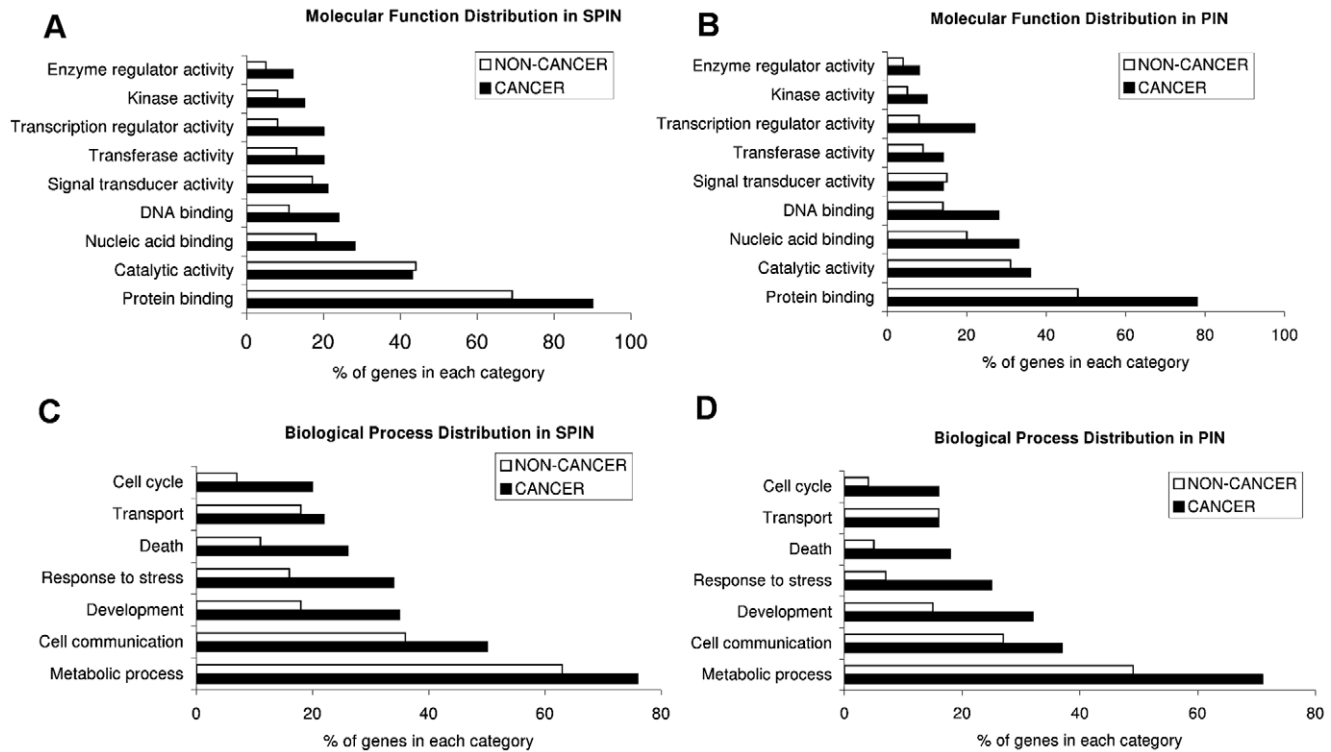 A
Molecular Function Distribution in SPIN
NON-CANCER
CANCER
Enzyme regulator activity
Kinase activity
Transcription regulator activity
Transferase activity
Signal transducer activity
DNA binding
Nucleic acid binding
Catalytic activity
Protein binding
0 20 40 60 80 100
% of genes in each category
B
Molecular Function Distribution in PIN
NON-CANCER
CANCER
Enzyme regulator activity
Kinase activity
Transcription regulator activity
Transferase activity
Signal transducer activity
DNA binding
Nucleic acid binding
Catalytic activity
Protein binding
0 20 40 60 80 100
% of genes in each category
C
Biological Process Distribution in SPIN
NON-CANCER
CANCER
Cell cycle
Transport
Death
Response to stress
Development
Cell communication
Metabolic process
0 20 40 60 80
% of genes in each category
D
Biological Process Distribution in PIN
NON-CANCER
CANCER
Cell cycle
Transport
Death
Response to stress
Development
Cell communication
Metabolic process
0 20 40 60 80
% of genes in each category